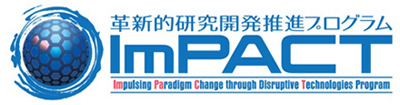 革新的研究開発推進プログラム
ImPACT
Impulsing Paradigm Change through Disruptive Technologies Program